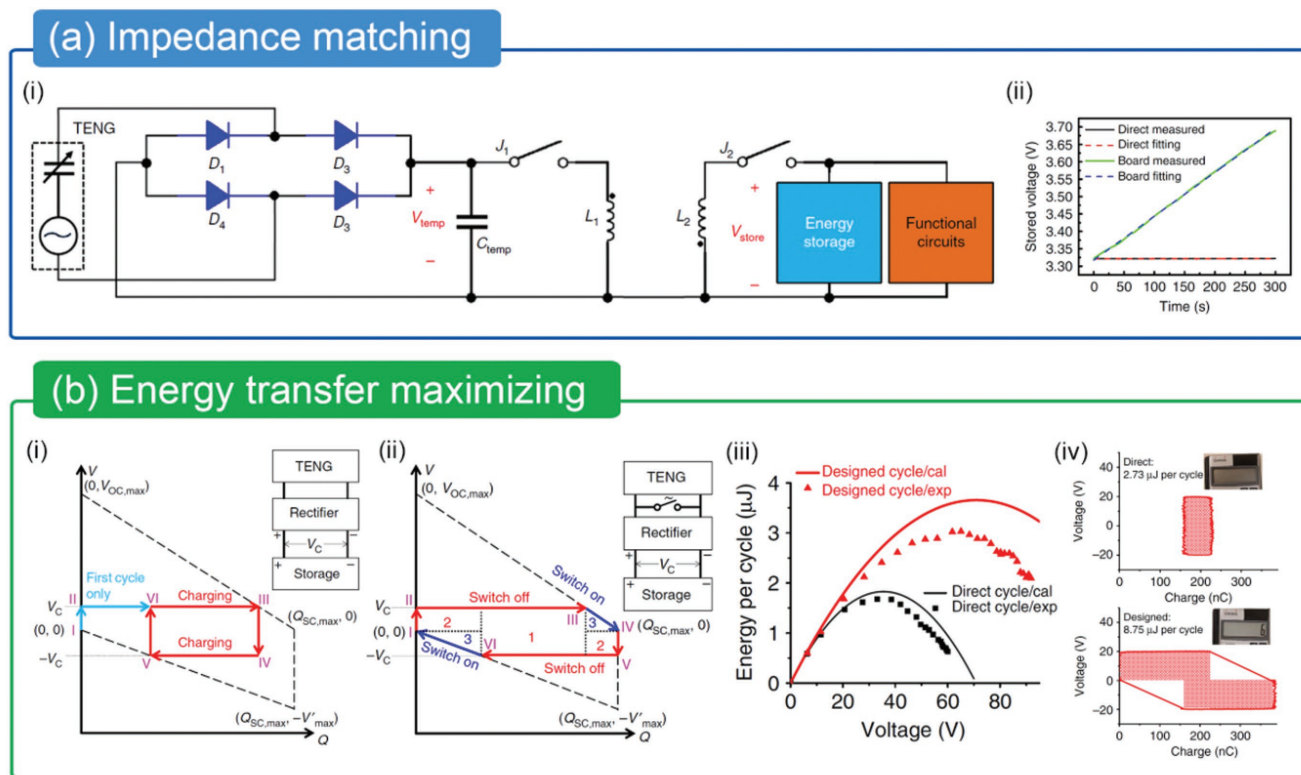 (a) Impedance matching
(i)
TENG
D1
D3
D4
D3
+
Vtemp
−
Ctemp
J1
L1
L2
J2
+
Vstore
−
Energy
storage
Functional
circuits
(ii)
Stored voltage (V)
3.70
3.65
3.60
3.55
3.50
3.45
3.40
3.35
3.30
Direct measured
Direct fitting
Board measured
Board fitting
0 50 100 150 200 250 300
Time (s)
(b) Energy transfer maximizing
(i)
V
(0, VOC,max)
First cycle
only
II
VI
Charging
III
VC
(0, 0)
I
−VC
V
Charging
IV
(QSC,max, 0)
(QSC,max, −V′max)
Q
TENG
Rectifier
+ VC −
+ −
Storage
(ii)
V
(0, VOC,max)
II
Switch off
Switch on
VC
III
(QSC,max, 0)
(0, 0)
I
2
3
1
3
IV
2
−VC
Switch on
VI
Switch off
V
(QSC,max, −V′max)
Q
TENG
Rectifier
+ VC −
+ −
Storage
(iii)
Energy per cycle (μJ)
5
4
3
2
1
0
Designed cycle/cal
Designed cycle/exp
Direct cycle/cal
Direct cycle/exp
0 20 40 60 80
Voltage (V)
(iv)
Direct:
2.73 μJ per cycle
Voltage (V)
40
20
0
−20
0 100 200 300
Charge (nC)
Designed:
8.75 μJ per cycle
Voltage (V)
40
20
0
−20
0 100 200 300
Charge (nC)